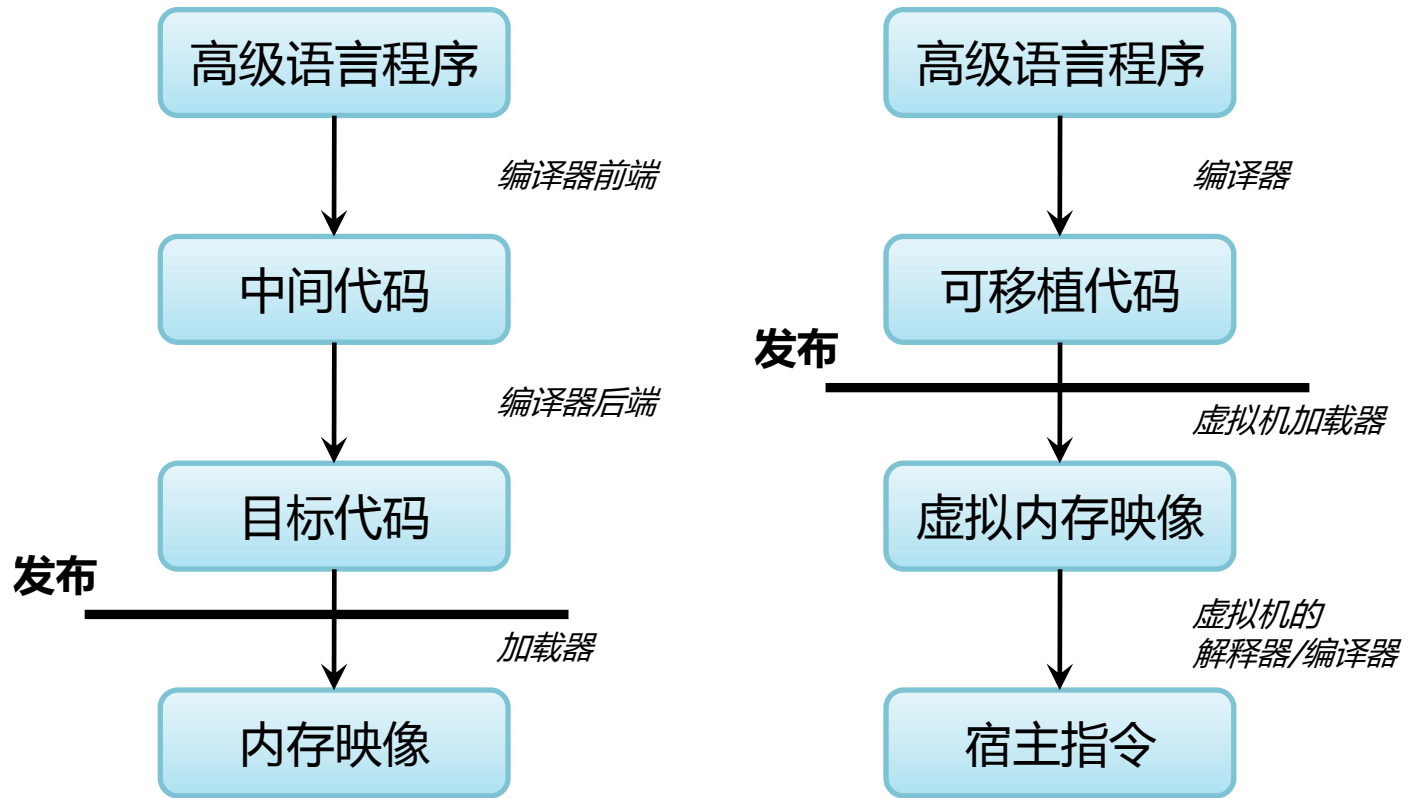 高级语言程序
编译器前端
中间代码
编译器后端
目标代码
发布
加载器
内存映像
高级语言程序
编译器
可移植代码
发布
虚拟机加载器
虚拟内存映像
虚拟机的
解释器/编译器
宿主指令